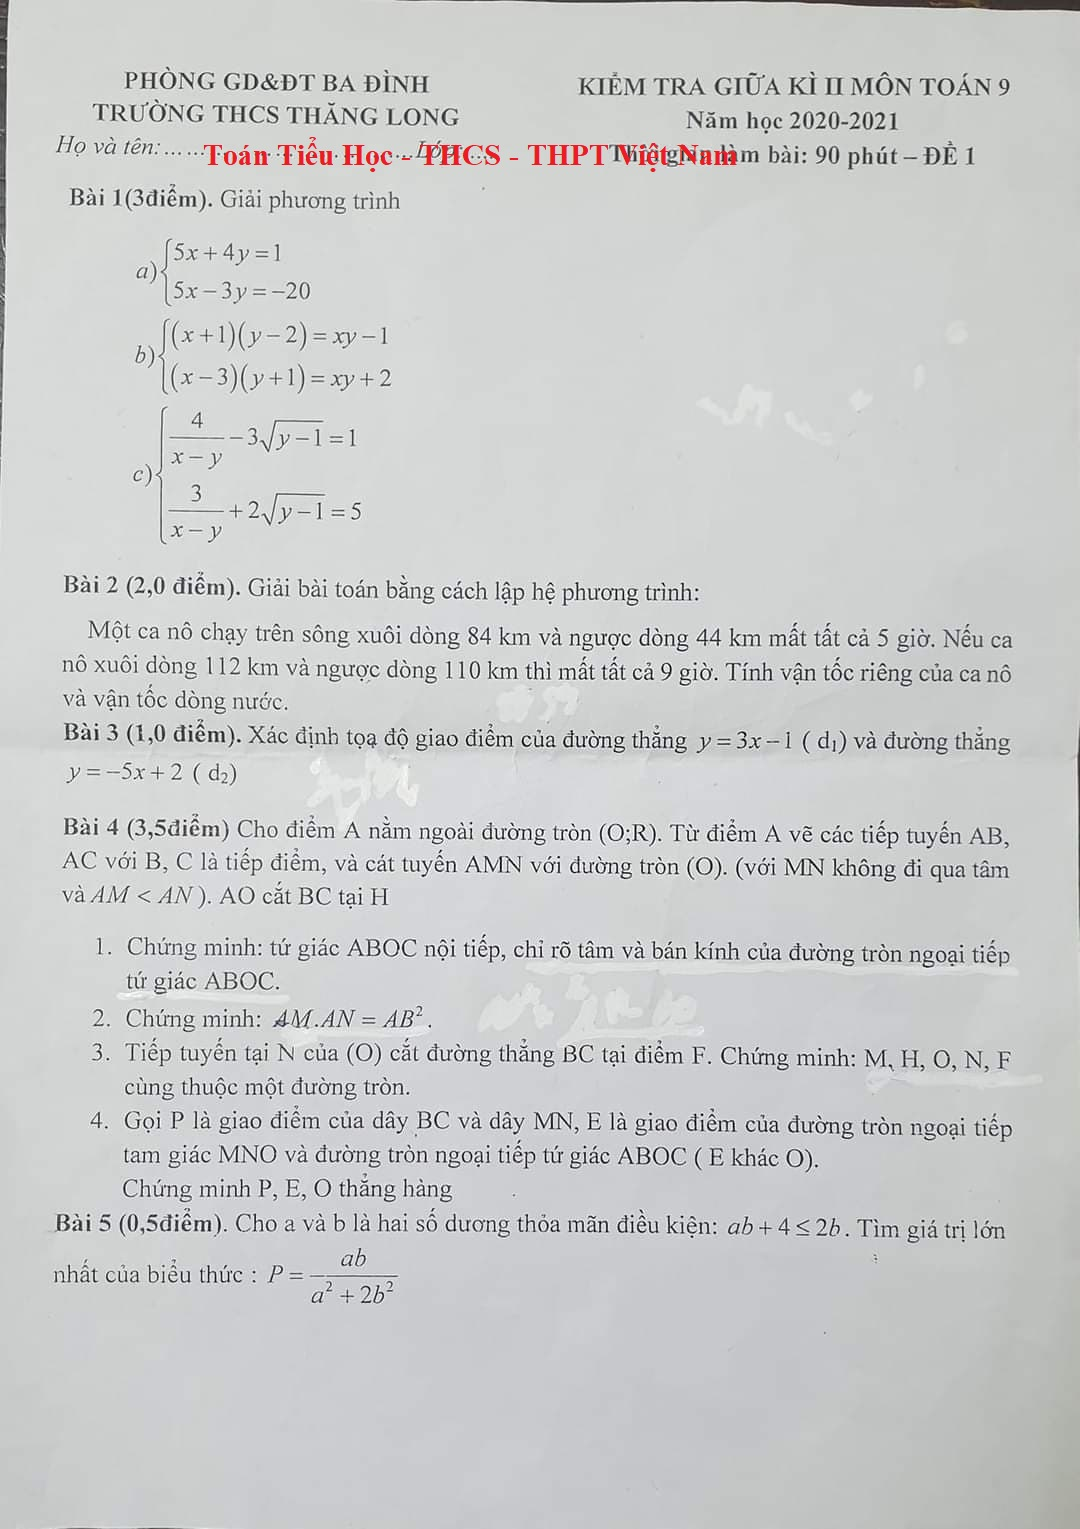 PHÒNG GD&ĐT BA ĐÌNH
TRƯỜNG THCS THĂNG LONG
Họ và tên:
KIỂM TRA GIỮA KÌ II MÔN TOÁN 9
Năm học 2020-2021
làm bài: 90 phút – ĐỀ 1
Toán Tiểu Học - THCS - THPT Việt Nam
Bài 1(3điểm). Giải phương trình
a) { 5x + 4y = 1
5x − 3y = −20
b) { (x + 1)(y − 2) = xy − 1
(x − 3)(y + 1) = xy + 2
c) { 4/(x − y) − 3√(y − 1) = 1
3/(x − y) + 2√(y − 1) = 5
Bài 2 (2,0 điểm). Giải bài toán bằng cách lập hệ phương trình:
Một ca nô chạy trên sông xuôi dòng 84 km và ngược dòng 44 km mất tất cả 5 giờ. Nếu ca
nô xuôi dòng 112 km và ngược dòng 110 km thì mất tất cả 9 giờ. Tính vận tốc riêng của ca nô
và vận tốc dòng nước.
Bài 3 (1,0 điểm). Xác định tọa độ giao điểm của đường thẳng y = 3x − 1 ( d₁) và đường thẳng
y = −5x + 2 ( d₂)
Bài 4 (3,5điểm) Cho điểm A nằm ngoài đường tròn (O;R). Từ điểm A vẽ các tiếp tuyến AB,
AC với B, C là tiếp điểm, và cát tuyến AMN với đường tròn (O). (với MN không đi qua tâm
và AM < AN ). AO cắt BC tại H
1. Chứng minh: tứ giác ABOC nội tiếp, chỉ rõ tâm và bán kính của đường tròn ngoại tiếp
tứ giác ABOC.
2. Chứng minh: AM.AN = AB².
3. Tiếp tuyến tại N của (O) cắt đường thẳng BC tại điểm F. Chứng minh: M, H, O, N, F
cùng thuộc một đường tròn.
4. Gọi P là giao điểm của dây BC và dây MN, E là giao điểm của đường tròn ngoại tiếp
tam giác MNO và đường tròn ngoại tiếp tứ giác ABOC ( E khác O).
Chứng minh P, E, O thẳng hàng
Bài 5 (0,5điểm). Cho a và b là hai số dương thỏa mãn điều kiện: ab + 4 ≤ 2b. Tìm giá trị lớn
nhất của biểu thức : P = ab/(a² + 2b²)